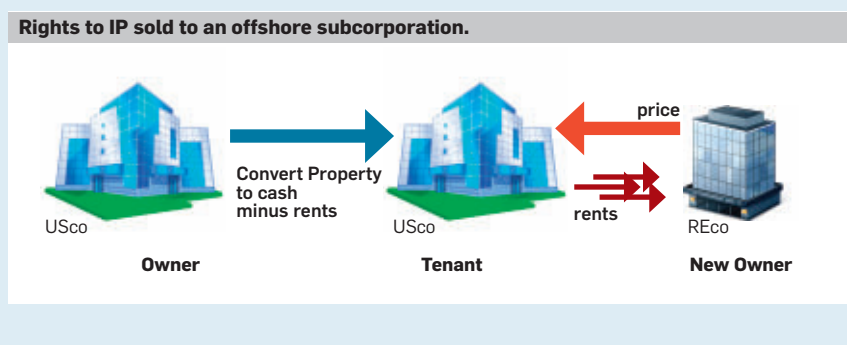 Rights to IP sold to an offshore subcorporation.
price
Convert Property
to cash
minus rents
rents
USco
USco
REco
Owner
Tenant
New Owner